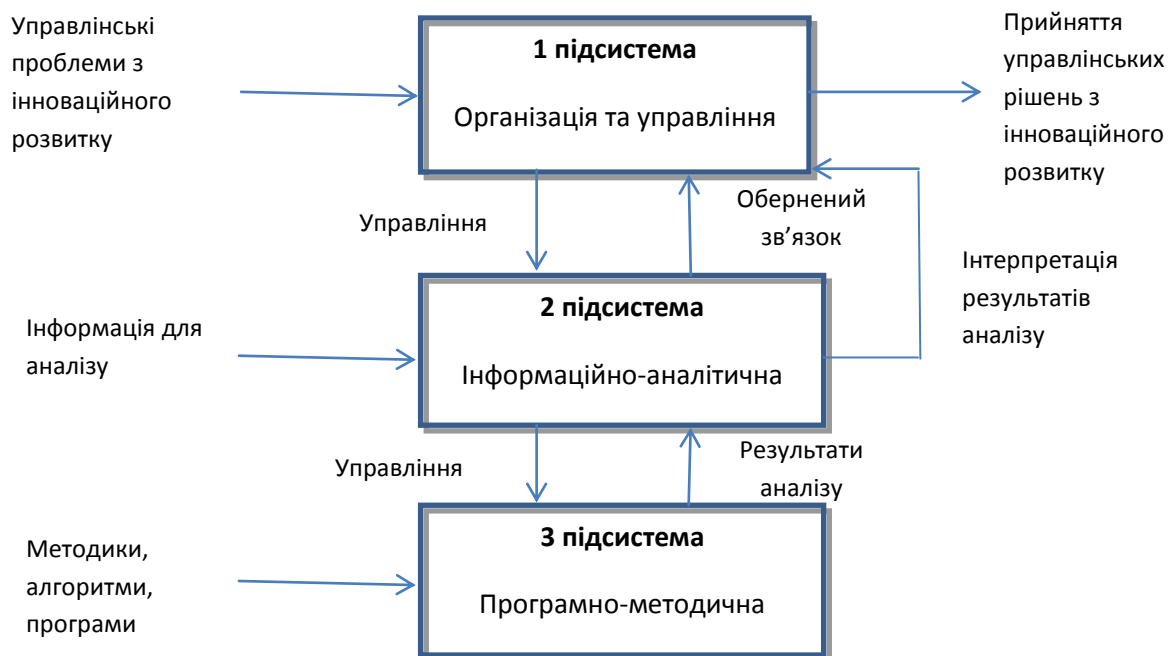 Управлінські
проблеми з
інноваційного
розвитку
1 підсистема
Організація та управління
Прийняття
управлінських
рішень з
інноваційного
розвитку
Управління
Обернений
зв’язок
Інформація для
аналізу
2 підсистема
Інформаційно-аналітична
Інтерпретація
результатів
аналізу
Управління
Результати
аналізу
Методики,
алгоритми,
програми
3 підсистема
Програмно-методична